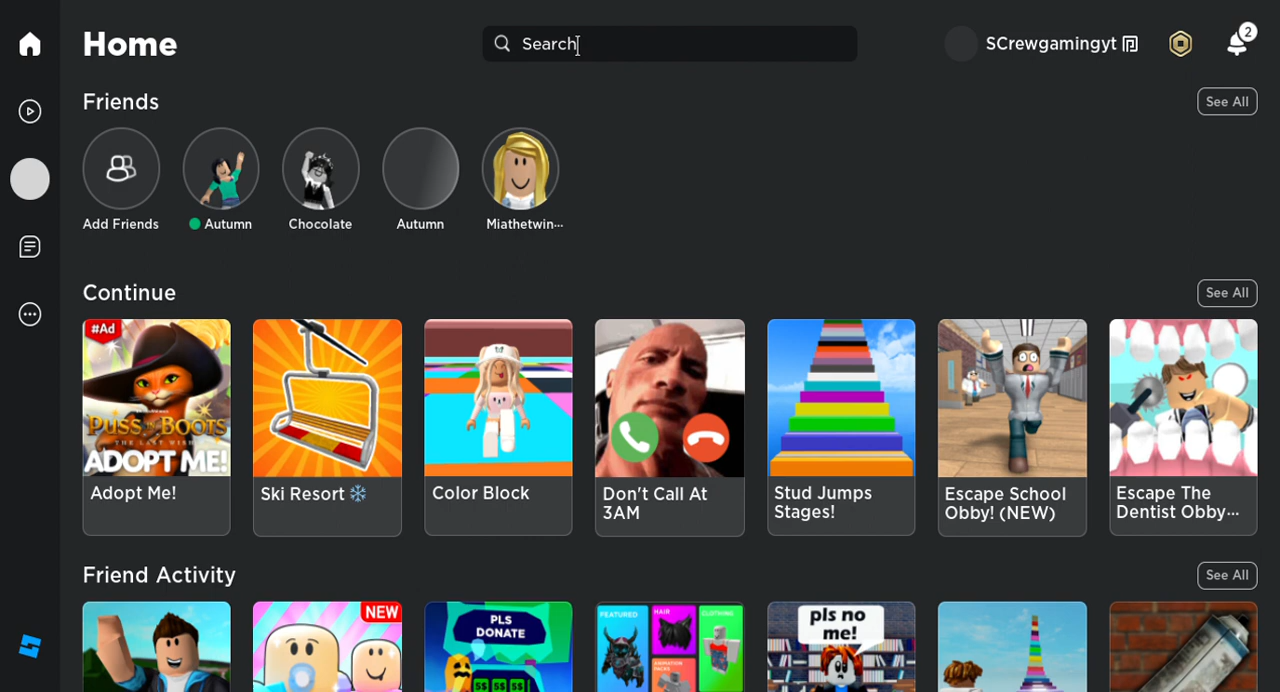 Home
Search
SCrewgamingyt
2
Friends
See All
Add Friends
Autumn
Chocolate
Autumn
Miathetwin...
Continue
See All
#Ad
PUSS IN BOOTS
THE LAST WISH
ADOPT ME!
Adopt Me!
Ski Resort ❄️
Color Block
Don't Call At
3AM
Stud Jumps
Stages!
Escape School
Obby! (NEW)
Escape The
Dentist Obby...
Friend Activity
See All
NEW
PLS
DONATE
FEATURED
HAIR
CLOTHING
ANIMATION
PACKS
pls no
me!